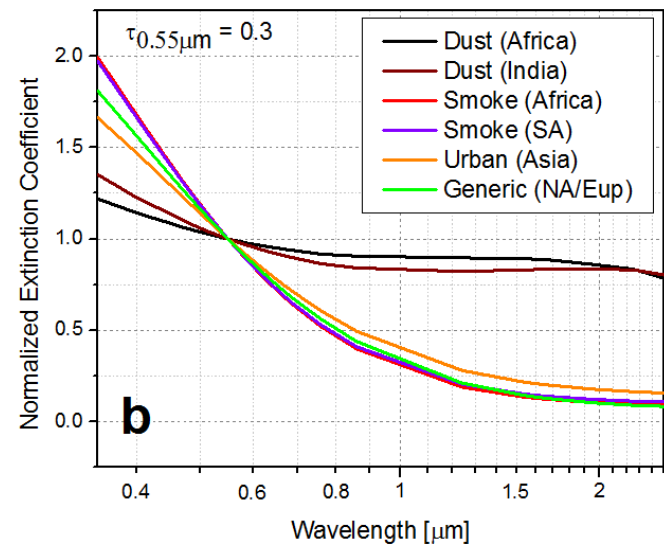 τ0.55μm = 0.3
Dust (Africa)
Dust (India)
Smoke (Africa)
Smoke (SA)
Urban (Asia)
Generic (NA/Eup)
2.0
1.5
1.0
0.5
0.0
Normalized Extinction Coefficient
b
0.4
0.6
0.8
1
1.5
2
Wavelength [μm]